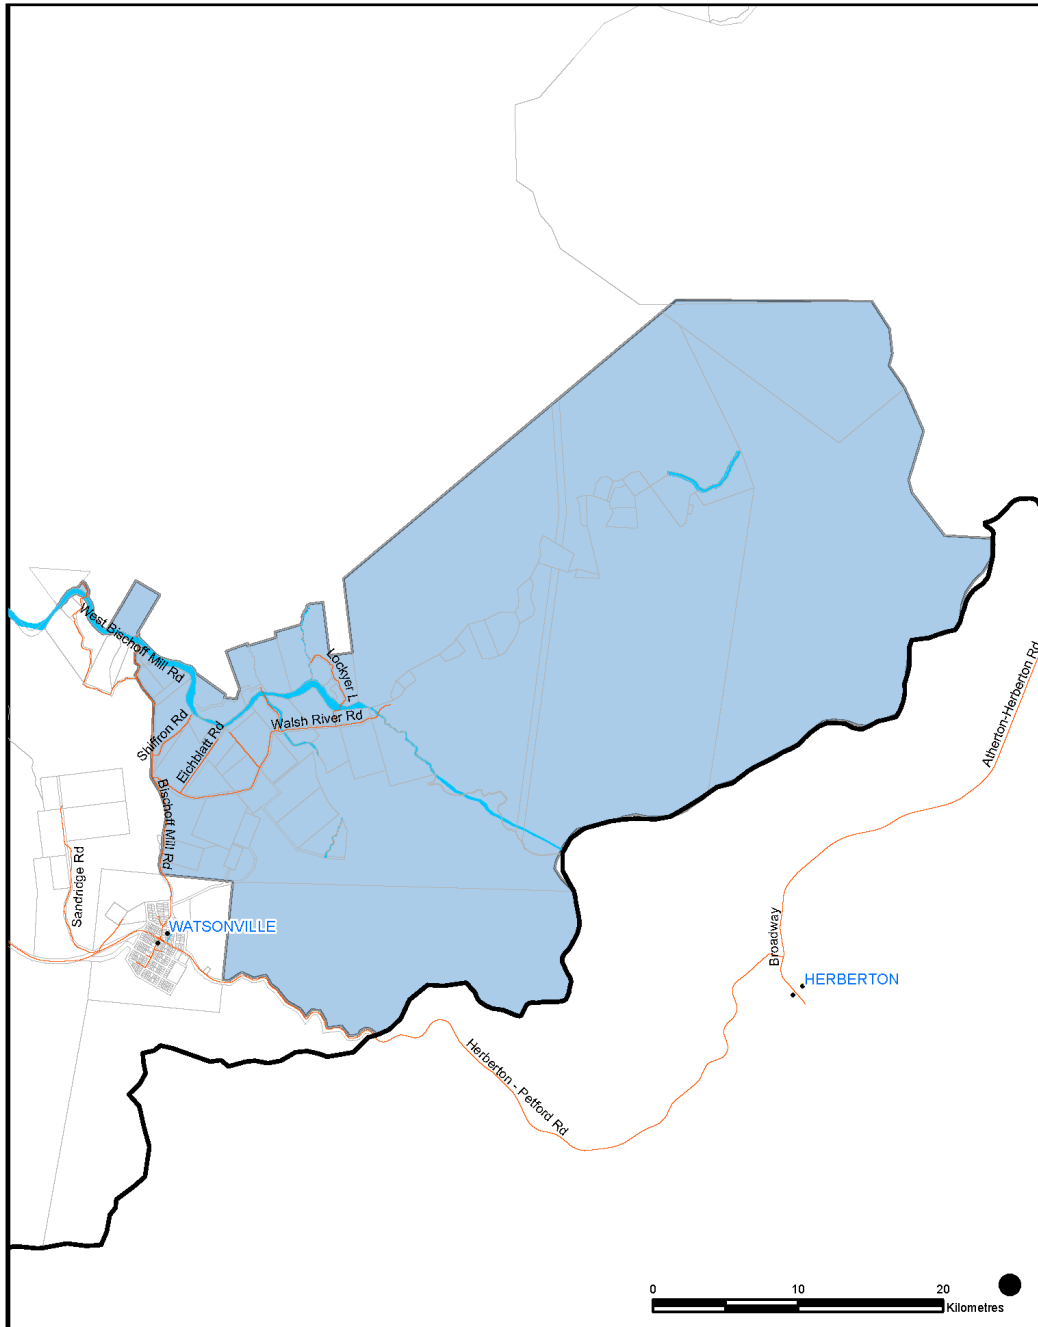 West Bischoff Mill Rd
Lockyer L
Walsh River Rd
Shiffron Rd
Eichblatt Rd
Bischoff Mill Rd
Sandridge Rd
WATSONVILLE
Atherton-Herberton Rd
Broadway
HERBERTON
Herberton - Petford Rd
0 10 20
Kilometres